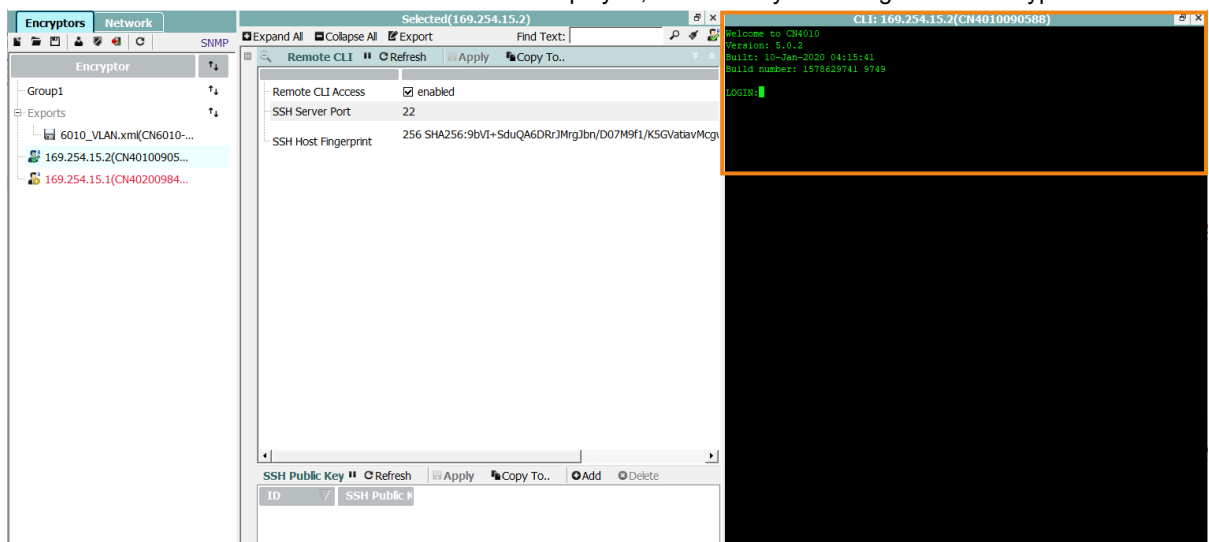 Encryptors Network
SNMP
Encryptor
Group1
Exports
6010_VLAN.xml(CN6010-...
169.254.15.2(CN40100905...
169.254.15.1(CN40200984...
Selected(169.254.15.2)
Expand All Collapse All Export Find Text:
Remote CLI Refresh Apply Copy To..
Remote CLI Access enabled
SSH Server Port 22
SSH Host Fingerprint 256 SHA256:9bVI+SduQA6DRrJMrgJbn/D07M9f1/K5GVatiavMcg
SSH Public Key Refresh Apply Copy To.. Add Delete
ID SSH Public K
CLI: 169.254.15.2(CN4010090588)
Welcome to CN4010
Version: 5.0.2
Built: 10-Jan-2020 04:15:41
Build number: 1578629741 9749
LOGIN: